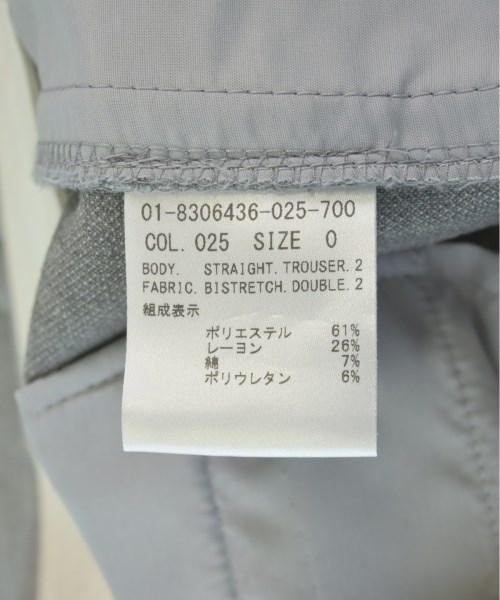 01-8306436-025-700
COL. 025 SIZE 0
BODY. STRAIGHT. TROUSER. 2
FABRIC. BISTRETCH. DOUBLE. 2
組成表示
ポリエステル 61%
レーヨン 26%
綿 7%
ポリウレタン 6%